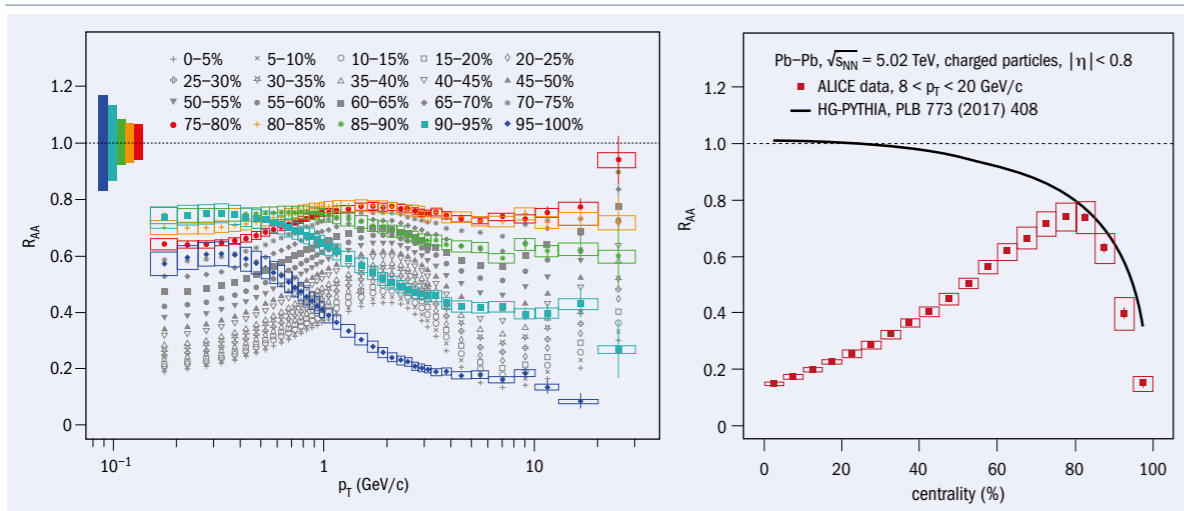 0–5% 5–10% 10–15% 15–20% 20–25%
25–30% 30–35% 35–40% 40–45% 45–50%
50–55% 55–60% 60–65% 65–70% 70–75%
75–80% 80–85% 85–90% 90–95% 95–100%
1.2
1.0
0.8
0.6
0.4
0.2
0
R_AA
10⁻¹ 1 10
p_T (GeV/c)
Pb–Pb, √s_NN = 5.02 TeV, charged particles, |η| < 0.8
ALICE data, 8 < p_T < 20 GeV/c
HG-PYTHIA, PLB 773 (2017) 408
1.2
1.0
0.8
0.6
0.4
0.2
0
R_AA
0 20 40 60 80 100
centrality (%)